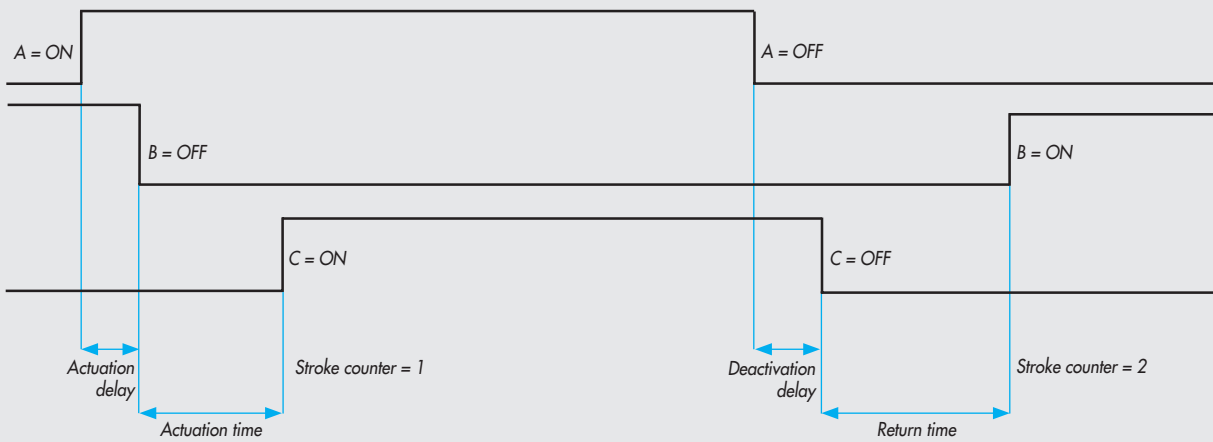 A = ON
A = OFF
B = OFF
B = ON
C = ON
C = OFF
Actuation
delay
Stroke counter = 1
Deactivation
delay
Stroke counter = 2
Actuation time
Return time